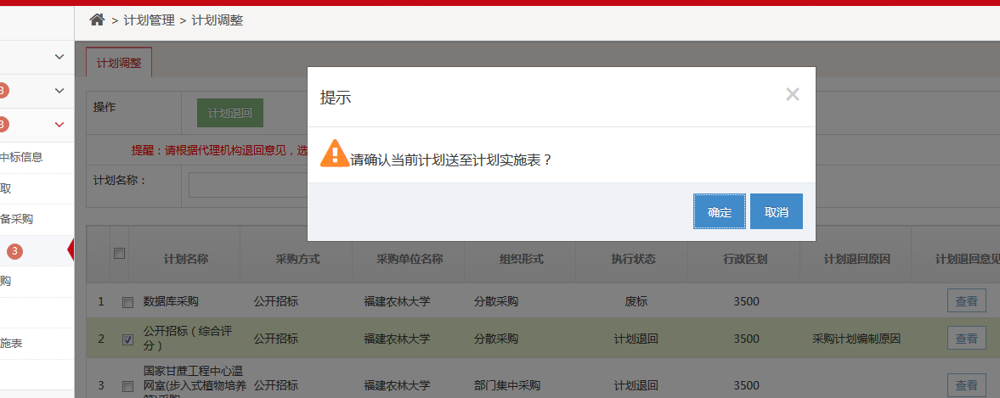 > 计划管理 > 计划调整
3
3
中标信息
取
备采购
3
购
施表
计划调整
操作
计划退回
提醒：请根据代理机构退回意见，选
计划名称：
提示
×
请确认当前计划送至计划实施表？
确定
取消
计划名称 采购方式 采购单位名称 组织形式 执行状态 行政区划 计划退回原因 计划退回意见
1 数据库采购 公开招标 福建农林大学 分散采购 废标 3500 查看
2 公开招标（综合评
分） 公开招标 福建农林大学 分散采购 计划退回 3500 采购计划编制原因 查看
国家甘蔗工程中心温
3 网室(步入式植物培养 公开招标 福建农林大学 部门集中采购 计划退回 3500 查看